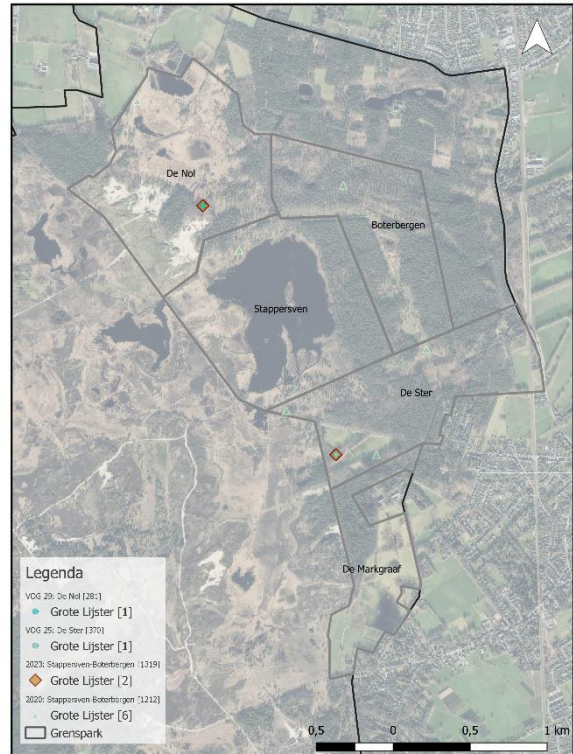 De Nol
Boterbergen
Stappersven
De Ster
De Markgraaf
Legenda
VOG 29: De Nol [281]
Grote Lijster [1]
VOG 25: De Ster [370]
Grote Lijster [1]
2023: Stappersven-Boterbergen [1319]
Grote Lijster [2]
2020: Stappersven-Boterbergen [1212]
Grote Lijster [6]
Grenspark
0,5 0 0,5 1 km